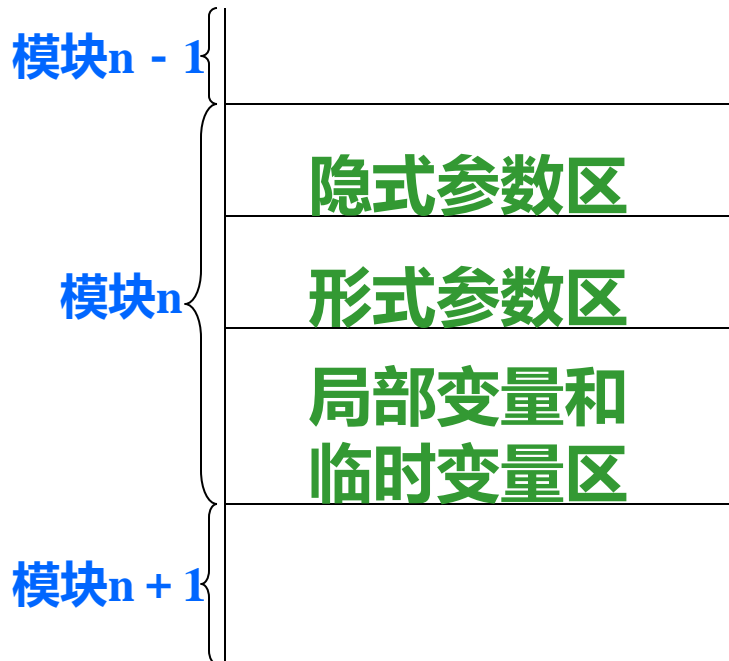 模块n - 1
隐式参数区
模块n
形式参数区
局部变量和
临时变量区
模块n + 1